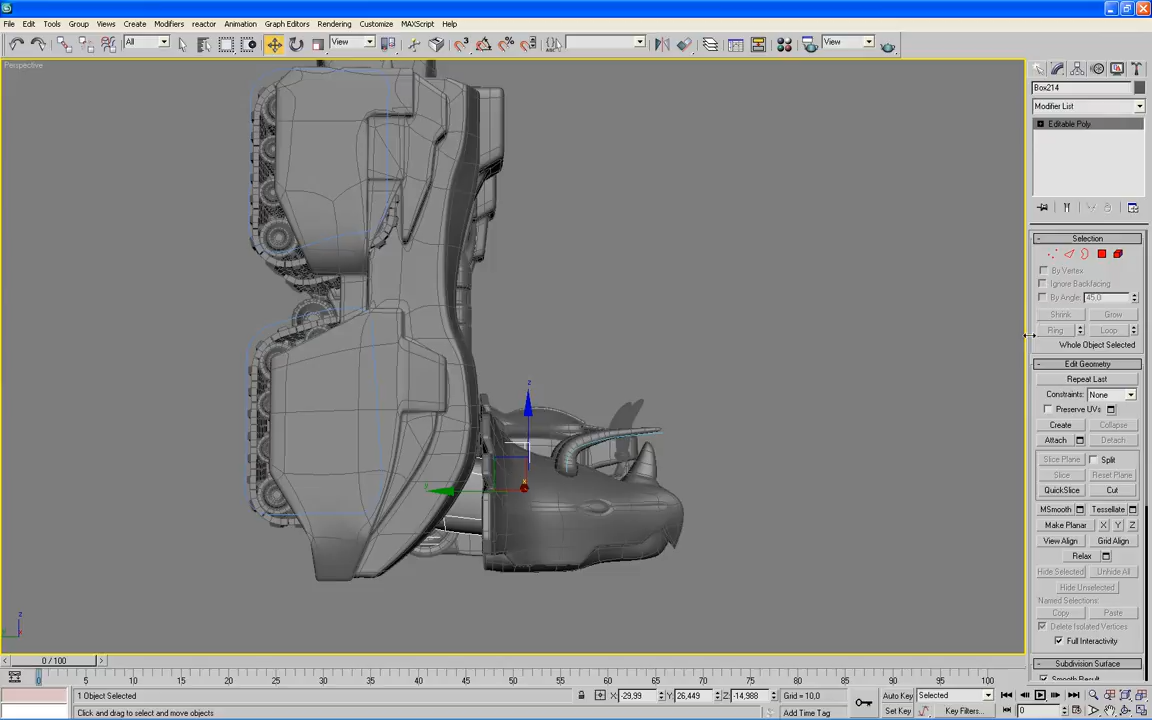 File Edit Tools Group Views Create Modifiers reactor Animation Graph Editors Rendering Customize MAXScript Help
All View View
Perspective
Box214
Modifier List
Editable Poly
Selection
By Vertex
Ignore Backfacing
By Angle: 45.0
Shrink Grow
Ring Loop
Whole Object Selected
Edit Geometry
Repeat Last
Constraints: None
Preserve UVs
Create Collapse
Attach Detach
Slice Plane Split
Slice Reset Plane
QuickSlice Cut
MSmooth Tessellate
Make Planar X Y Z
View Align Grid Align
Relax
Hide Selected Unhide All
Hide Unselected
Named Selections:
Copy Paste
Delete Isolated Vertices
Full Interactivity
Subdivision Surface
Smooth Result
z
y
x
z
0 / 100
0 5 10 15 20 25 30 35 40 45 50 55 60 65 70 75 80 85 90 95 100
1 Object Selected X: -29.99 Y: 26.449 Z: -14.988 Grid = 10.0 Auto Key Selected
Click and drag to select and move objects Add Time Tag Set Key Key Filters... 0